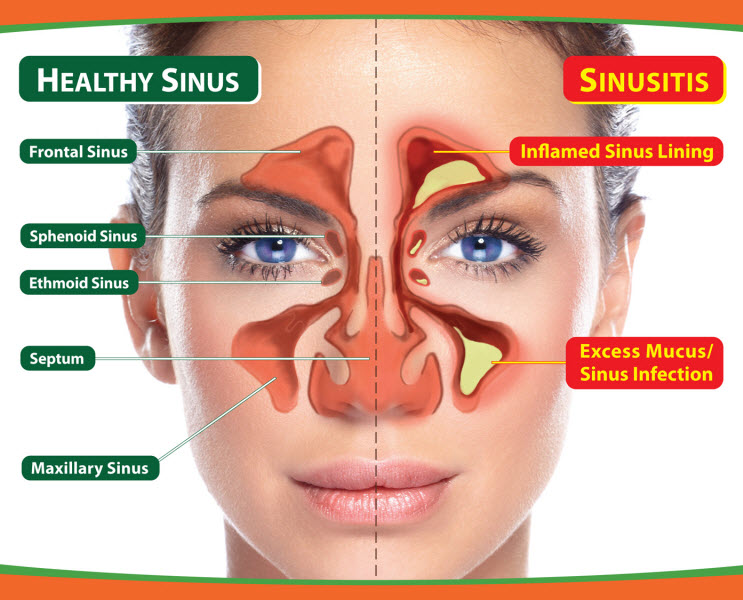 HEALTHY SINUS
SINUSITIS
Frontal Sinus
Inflamed Sinus Lining
Sphenoid Sinus
Ethmoid Sinus
Septum
Excess Mucus/
Sinus Infection
Maxillary Sinus